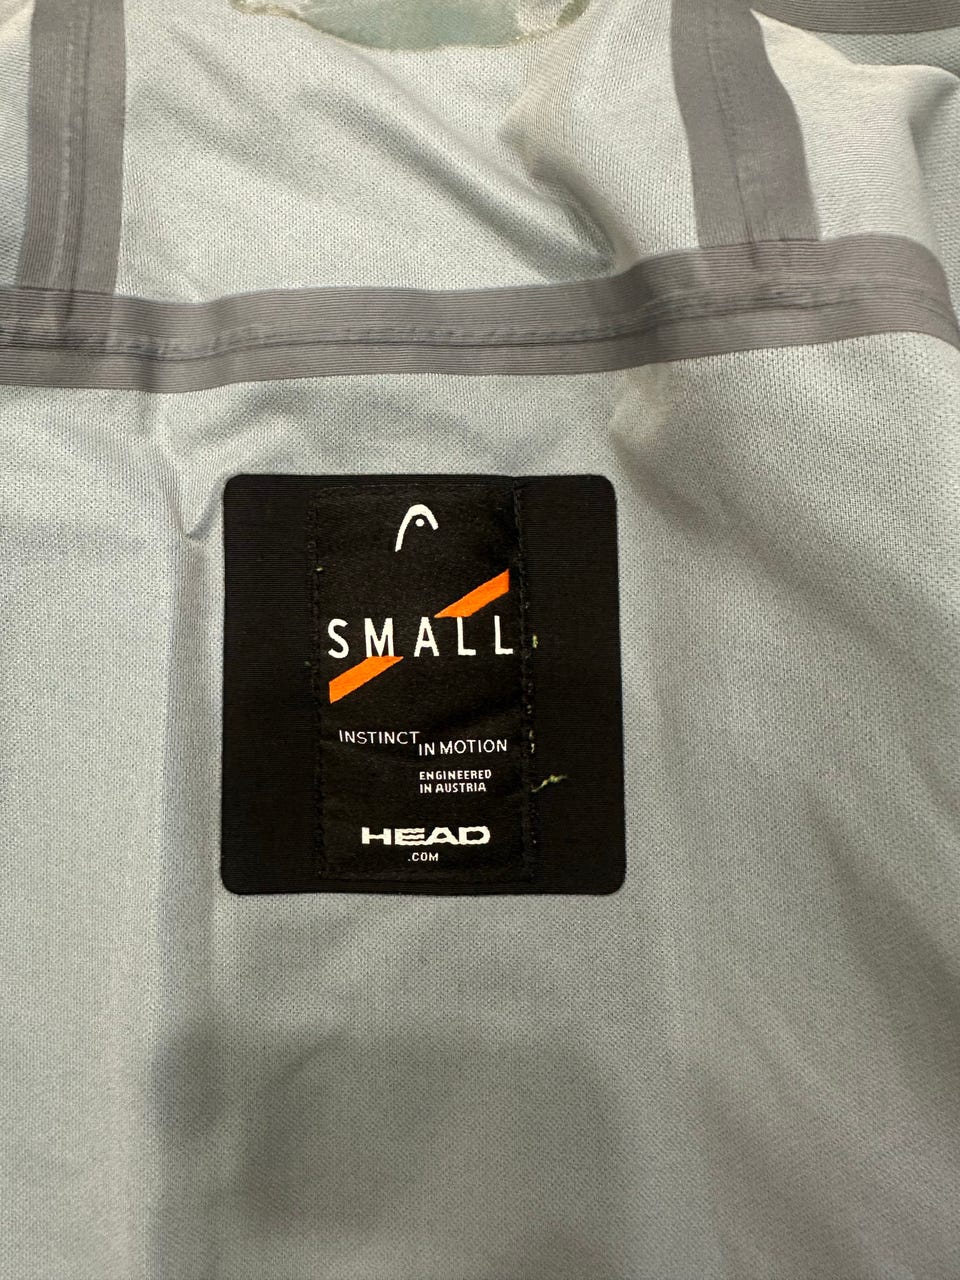 SMALL
INSTINCT IN MOTION
ENGINEERED
IN AUSTRIA
HEAD
.COM